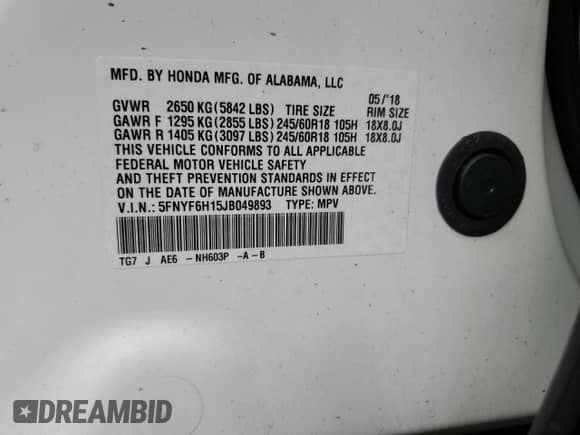 MFD. BY HONDA MFG. OF ALABAMA, LLC
05/'18
GVWR 2650 KG (5842 LBS) TIRE SIZE RIM SIZE
GAWR F 1295 KG (2855 LBS) 245/60R18 105H 18X8.0J
GAWR R 1405 KG (3097 LBS) 245/60R18 105H 18X8.0J
THIS VEHICLE CONFORMS TO ALL APPLICABLE
FEDERAL MOTOR VEHICLE SAFETY
AND THEFT PREVENTION STANDARDS IN EFFECT
ON THE DATE OF MANUFACTURE SHOWN ABOVE.
V.I.N.: 5FNYF6H15JB049893 TYPE: MPV
TG7 J AE6 -NH603P -A-B
DREAMBID